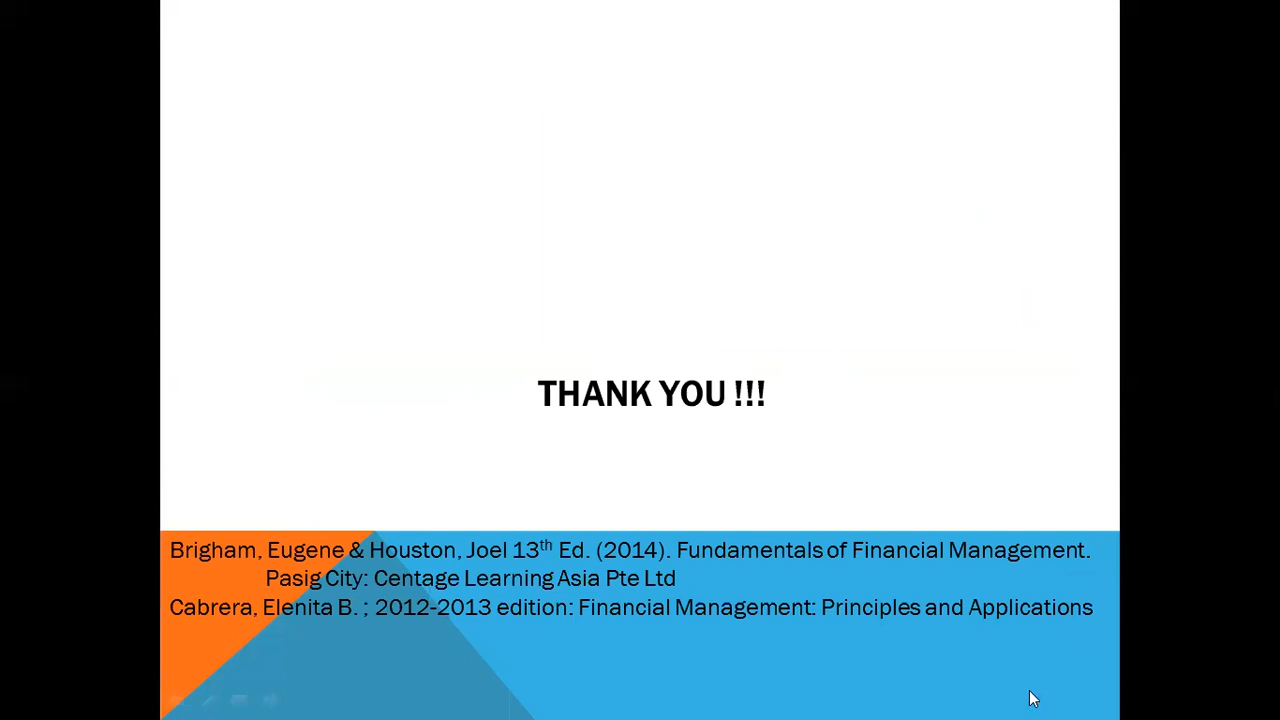 THANK YOU !!!
Brigham, Eugene & Houston, Joel 13th Ed. (2014). Fundamentals of Financial Management.
Pasig City: Centage Learning Asia Pte Ltd
Cabrera, Elenita B. ; 2012-2013 edition: Financial Management: Principles and Applications